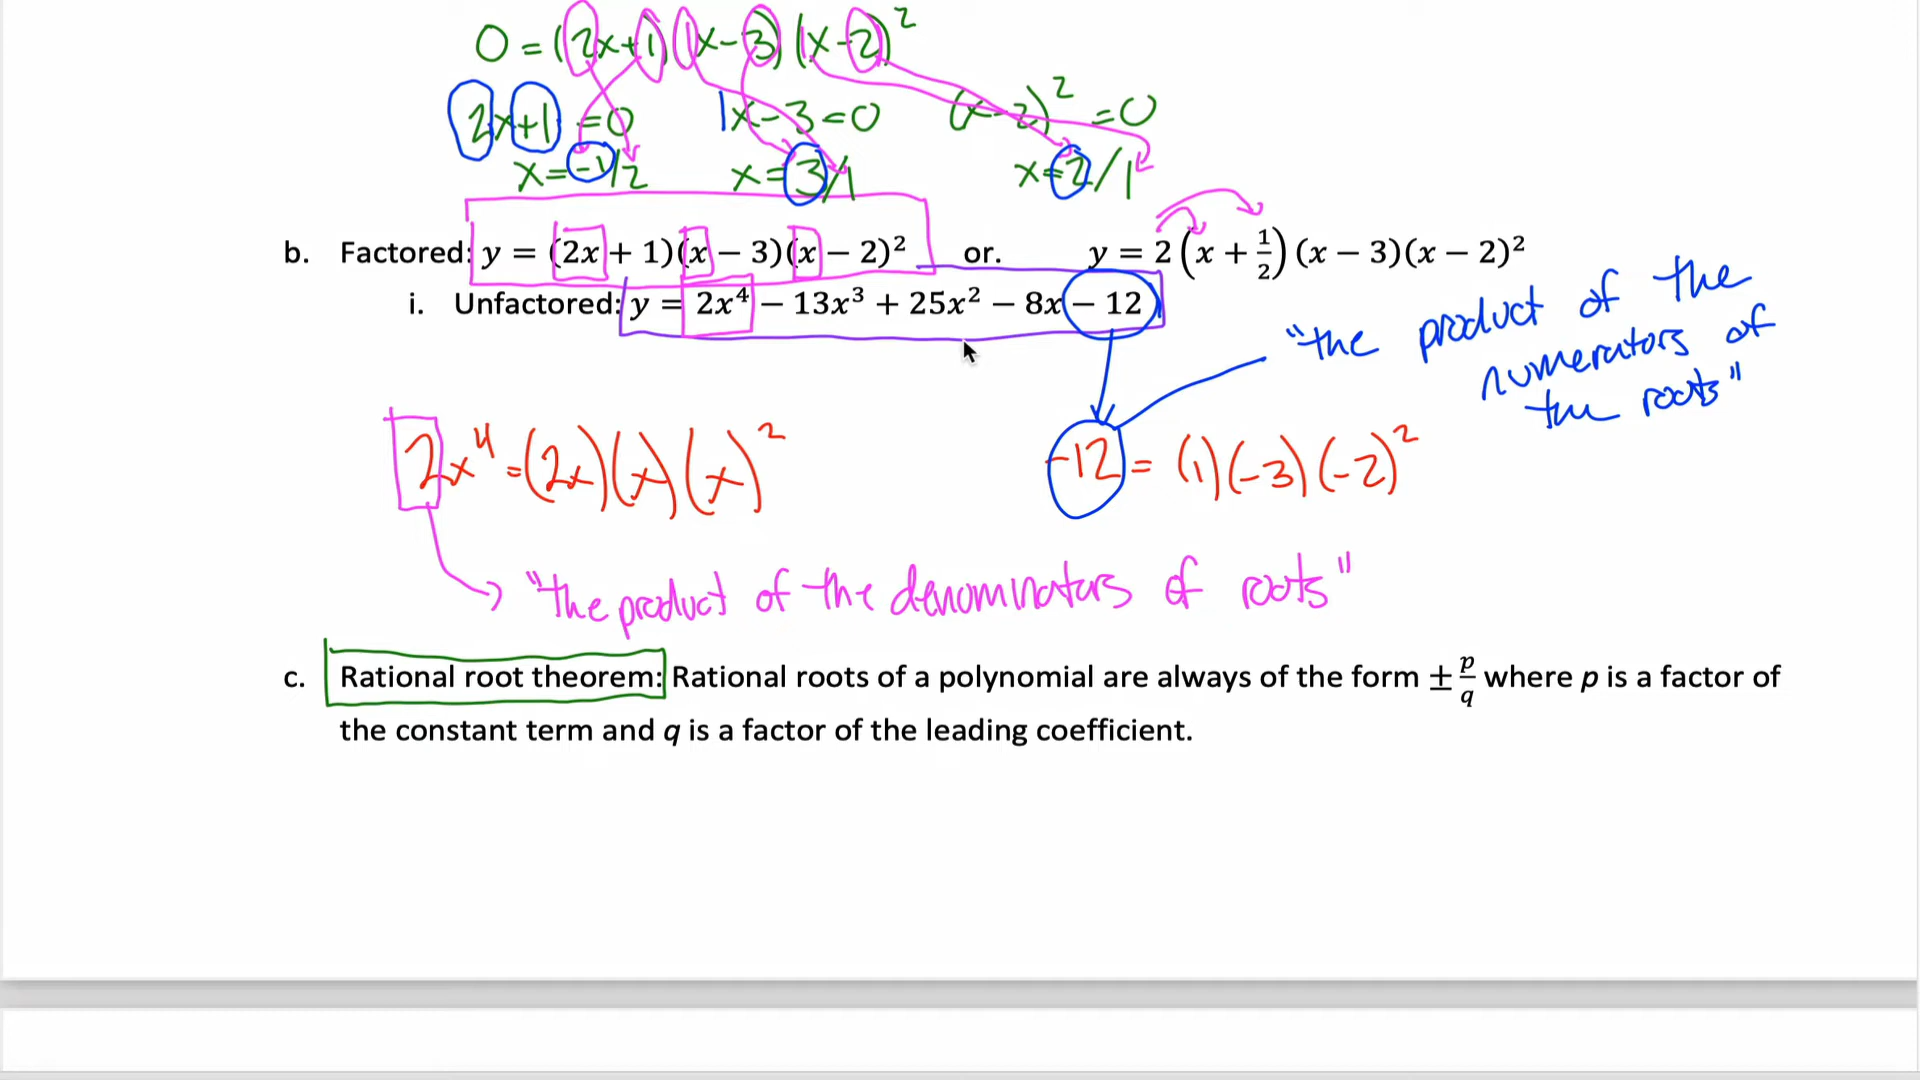 0 = (2x+1)(1x-3)(x-2)²
2x+1=0 1x-3=0 (x-2)²=0
x=-1/2 x=3/1 x=2/1
b. Factored: y = (2x + 1)(x − 3)(x − 2)² or. y = 2(x + 1/2)(x − 3)(x − 2)²
i. Unfactored: y = 2x⁴ − 13x³ + 25x² − 8x − 12
"the product of the
numerators of
the roots"
2x⁴=(2x)(x)(x)² -12= (1)(-3)(-2)²
"the product of the denominators of roots"
c. Rational root theorem: Rational roots of a polynomial are always of the form ± p/q where p is a factor of
the constant term and q is a factor of the leading coefficient.